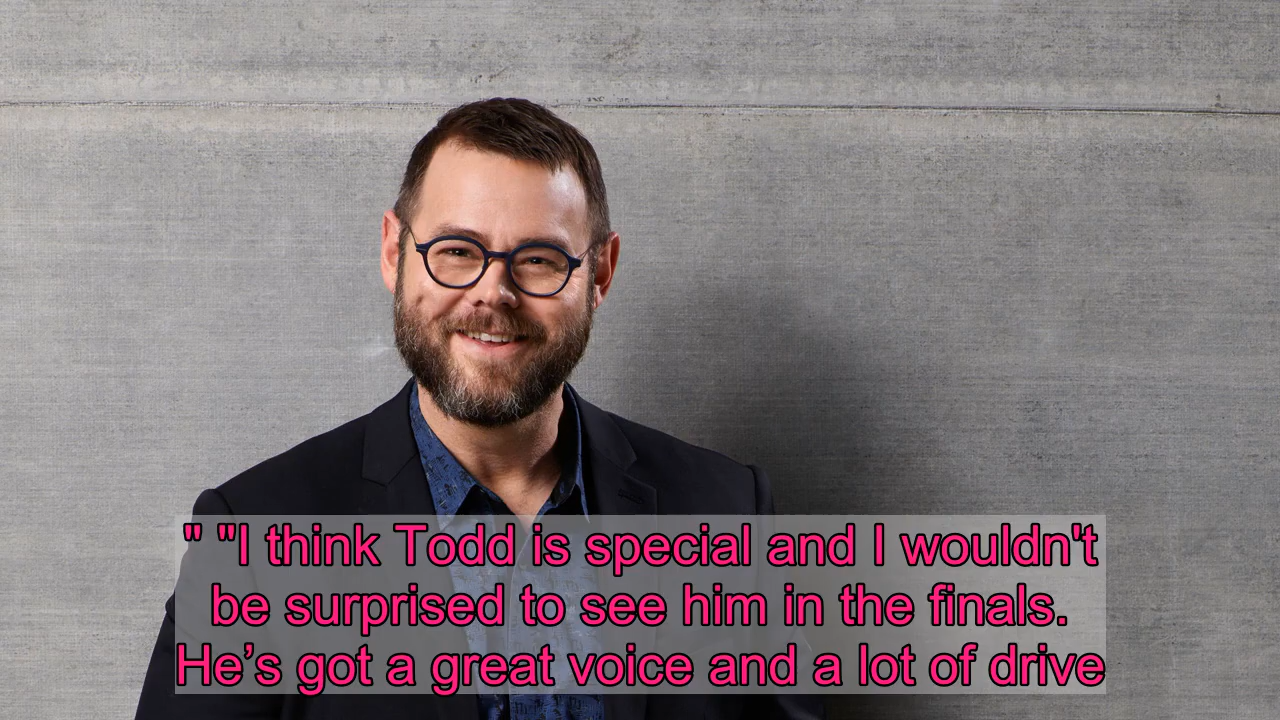 " "I think Todd is special and I wouldn't
be surprised to see him in the finals.
He’s got a great voice and a lot of drive